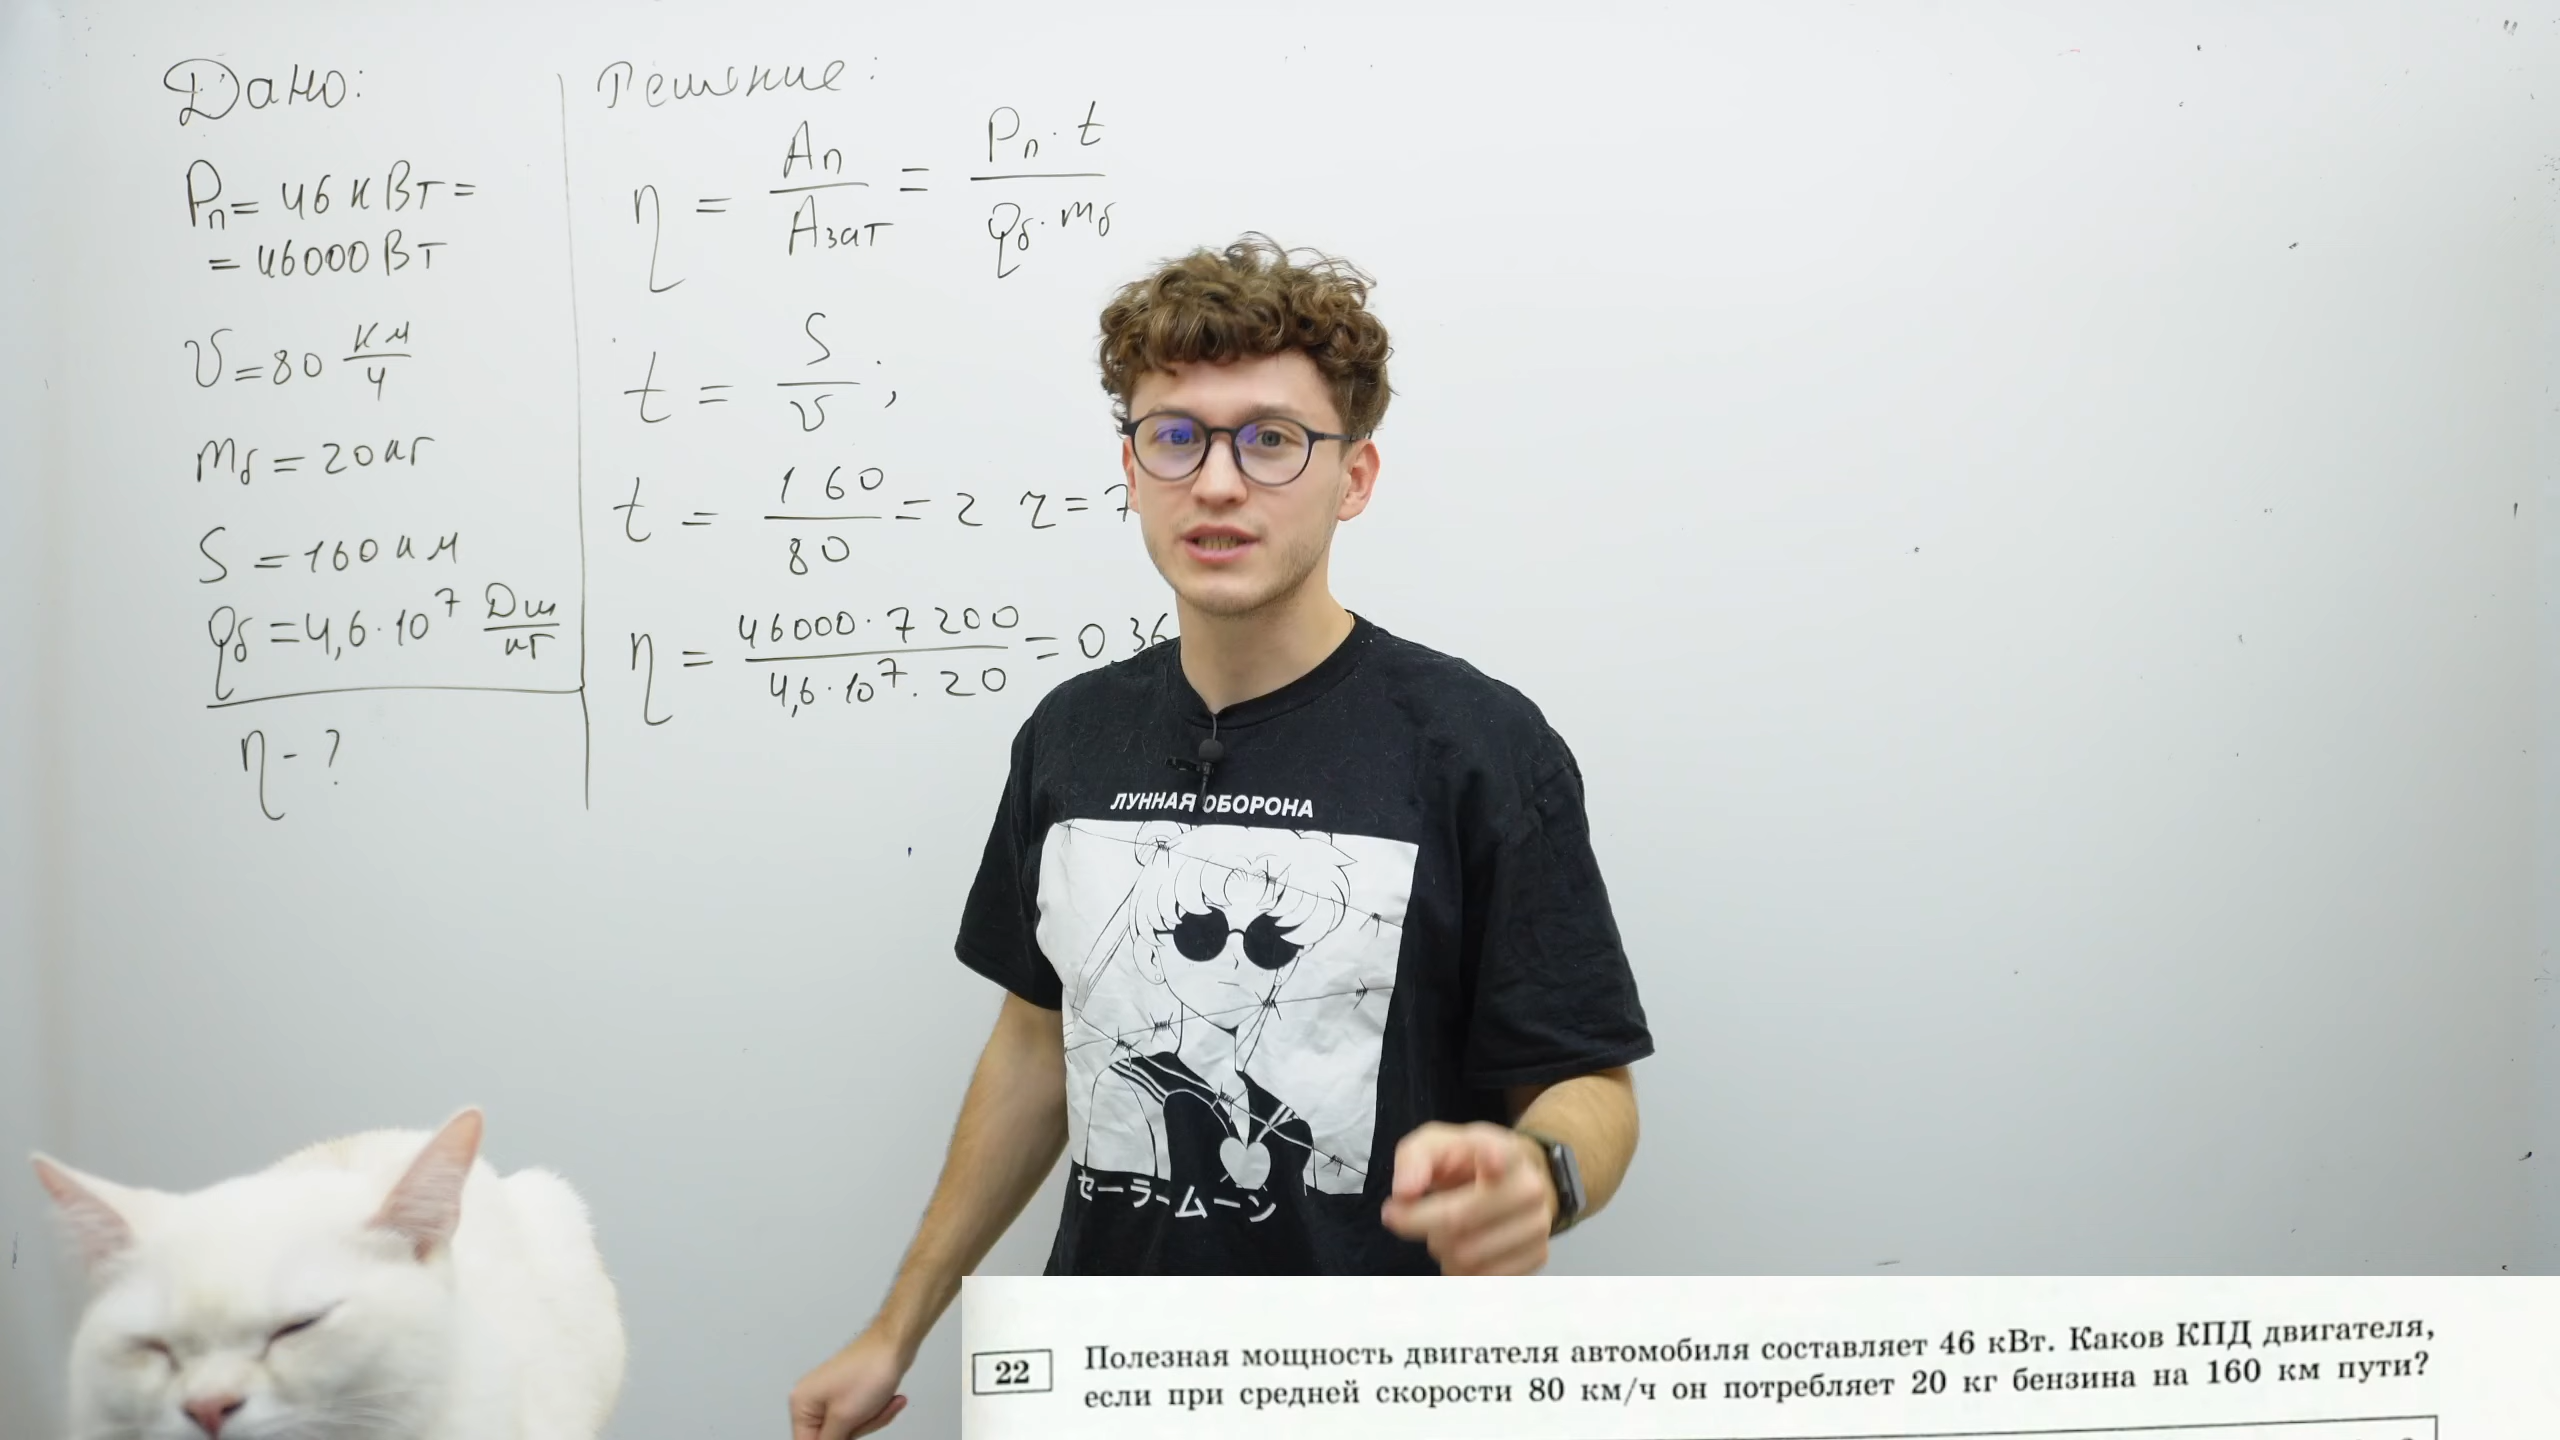 Дано:
Pп = 46 кВт =
= 46000 Вт
v = 80 км/ч
mб = 20 кг
S = 160 км
qб = 4,6 · 10⁷ Дж/кг
η - ?
Решение:
η = Aп/Aзат = Pп · t / qб · mб
t = S/v ;
t = 160/80 = 2 ч = 7
η = 46000 · 7200 / 4,6 · 10⁷ · 20 = 0,36
ЛУННАЯ ОБОРОНА
セーラームーン
22 Полезная мощность двигателя автомобиля составляет 46 кВт. Каков КПД двигателя,
если при средней скорости 80 км/ч он потребляет 20 кг бензина на 160 км пути?